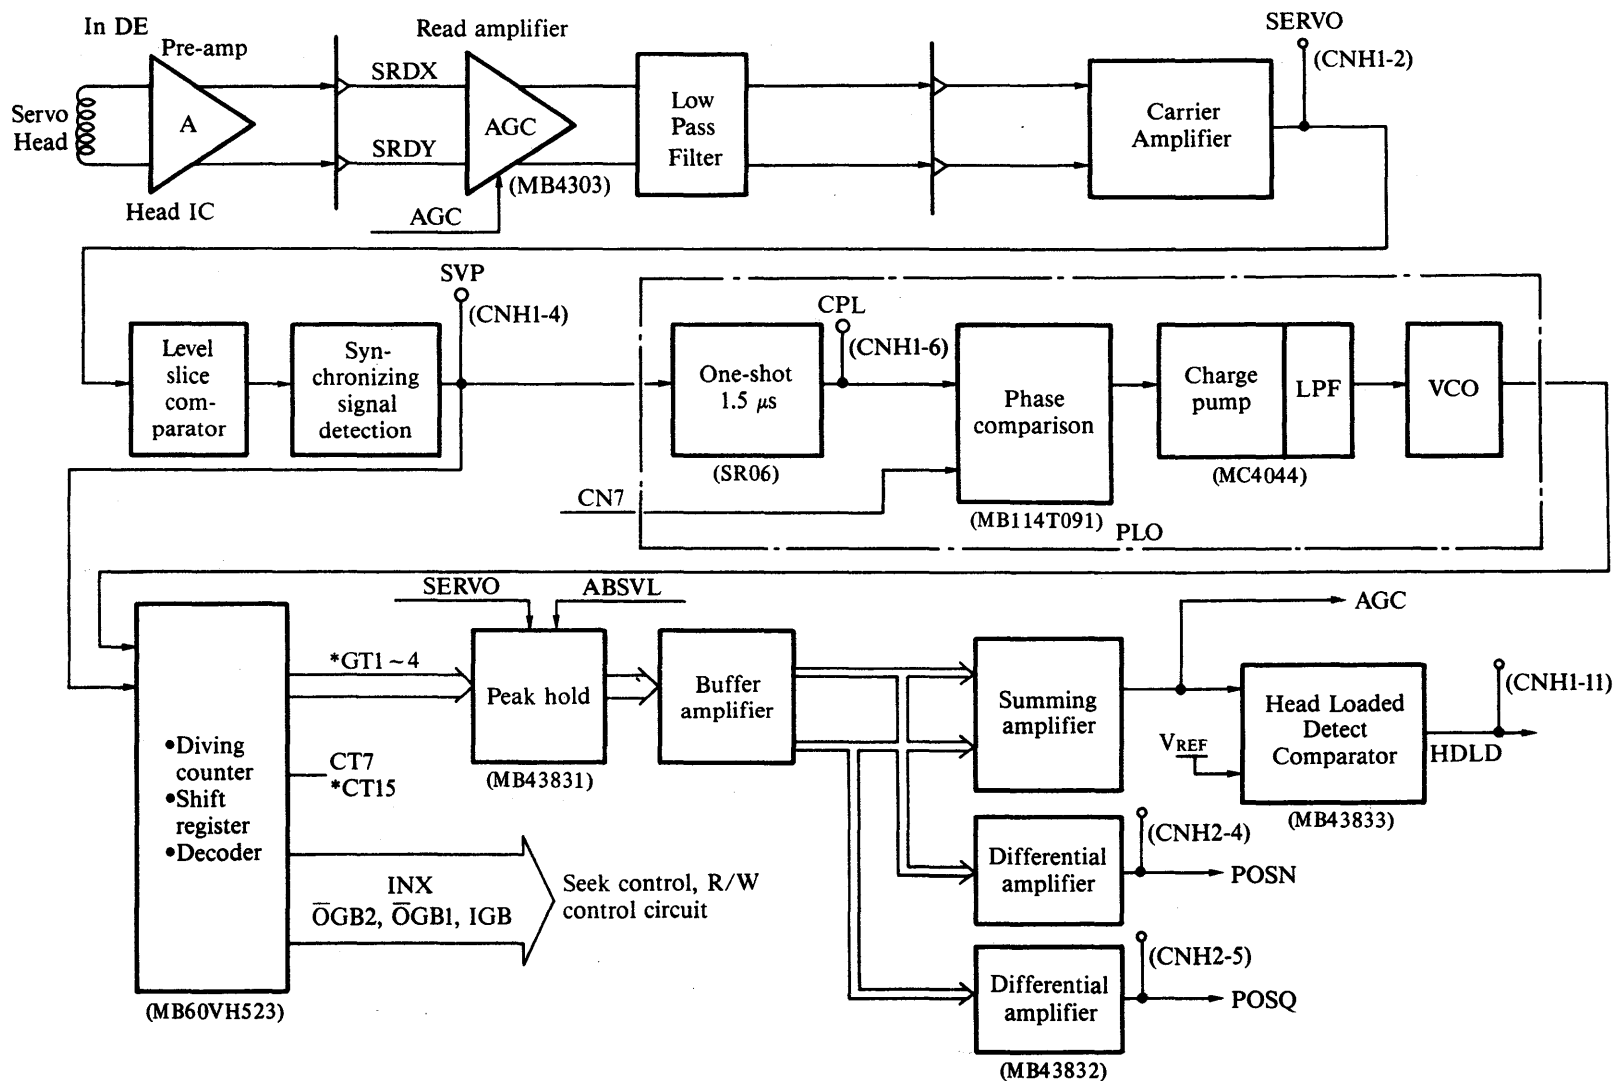 In DE
Pre-amp
Servo
Head
A
Head IC
SRDX
SRDY
Read amplifier
AGC
(MB4303)
AGC
Low
Pass
Filter
Carrier
Amplifier
SERVO
(CNH1-2)
Level
slice
com-
parator
Syn-
chronizing
signal
detection
SVP
(CNH1-4)
One-shot
1.5 μs
(SR06)
CPL
(CNH1-6)
CN7
Phase
comparison
(MB114T091)
Charge
pump
LPF
(MC4044)
VCO
PLO
•Diving
counter
•Shift
register
•Decoder
(MB60VH523)
*GT1~4
CT7
*CT15
INX
O̅GB2, O̅GB1, IGB
Seek control, R/W
control circuit
SERVO
ABSVL
Peak hold
(MB43831)
Buffer
amplifier
Summing
amplifier
AGC
VREF
Head Loaded
Detect
Comparator
(MB43833)
(CNH1-11)
HDLD
Differential
amplifier
(CNH2-4)
POSN
Differential
amplifier
(CNH2-5)
POSQ
(MB43832)